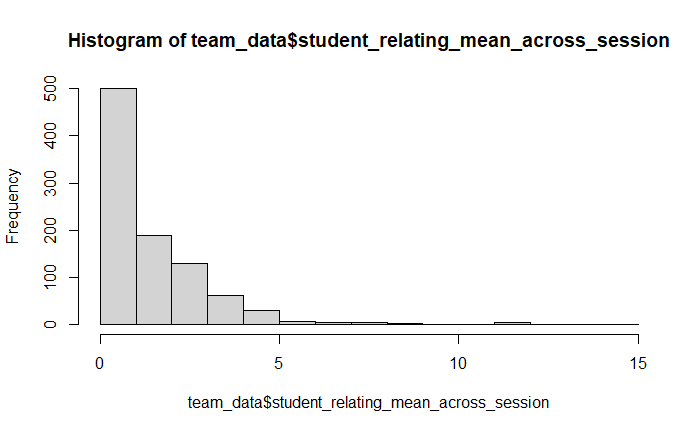 Histogram of team_data$student_relating_mean_across_session
Frequency
500
400
300
200
100
0
0 5 10 15
team_data$student_relating_mean_across_session